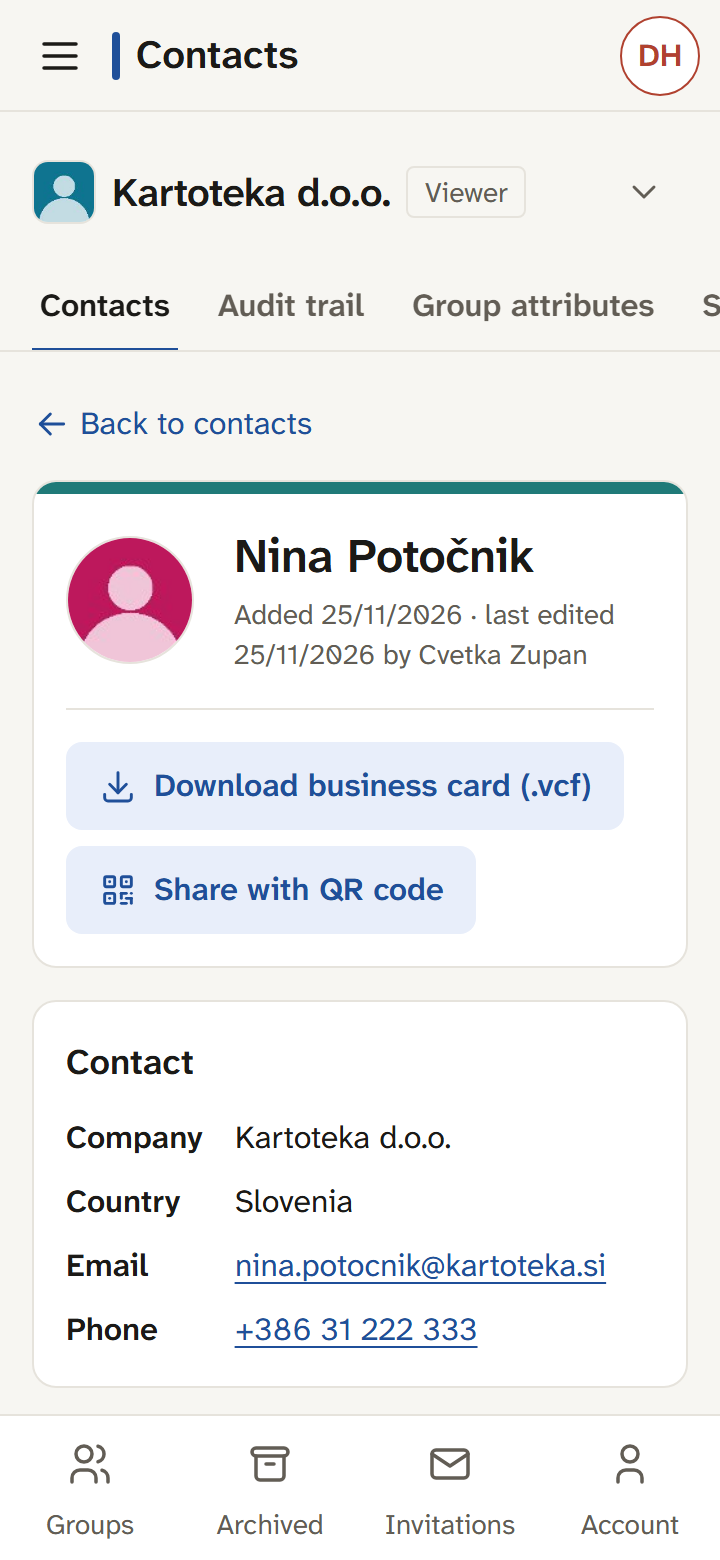 Contacts
DH
Kartoteka d.o.o.
Viewer
Contacts
Audit trail
Group attributes
S
Back to contacts
Nina Potočnik
Added 25/11/2026 · last edited
25/11/2026 by Cvetka Zupan
Download business card (.vcf)
Share with QR code
Contact
Company Kartoteka d.o.o.
Country Slovenia
Email nina.potocnik@kartoteka.si
Phone +386 31 222 333
Groups
Archived
Invitations
Account